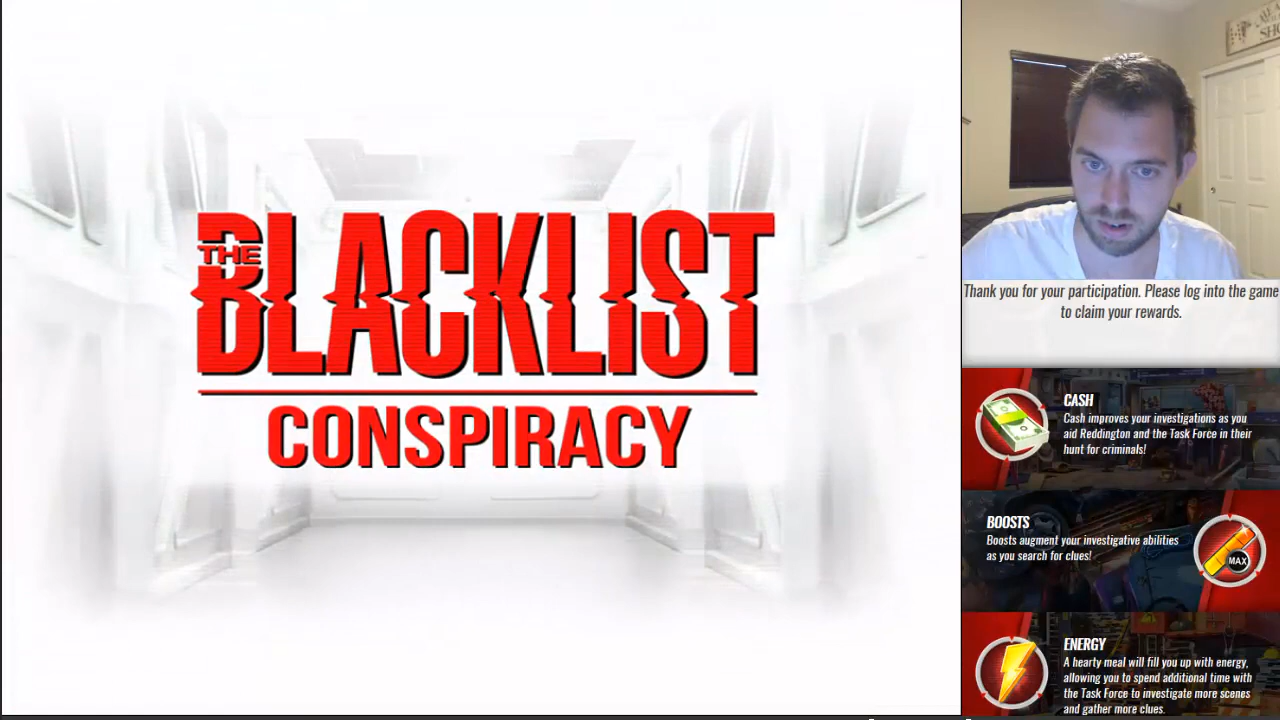 THE
BLACKLIST
CONSPIRACY
Thank you for your participation. Please log into the game
to claim your rewards.
CASH
Cash improves your investigations as you
aid Reddington and the Task Force in their
hunt for criminals!
BOOSTS
Boosts augment your investigative abilities
as you search for clues!
MAX
ENERGY
A hearty meal will fill you up with energy,
allowing you to spend additional time with
the Task Force to investigate more scenes
and gather more clues.